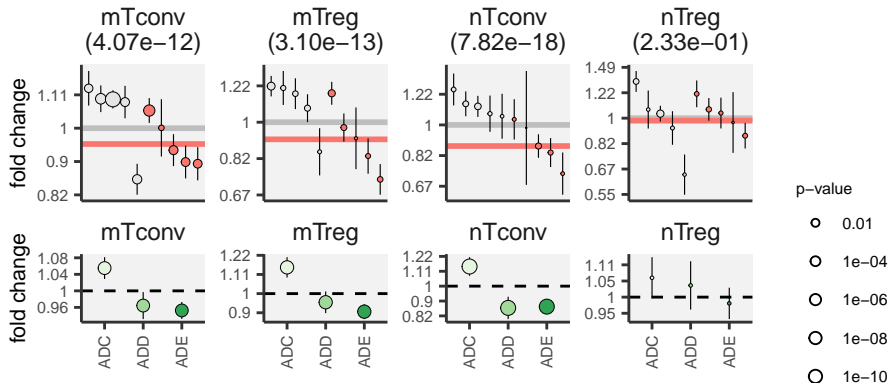 mTconv
(4.07e−12)
mTreg
(3.10e−13)
nTconv
(7.82e−18)
nTreg
(2.33e−01)
fold change
1.11
1
0.9
0.82
1.22
1
0.82
0.67
1.22
1
0.82
0.67
1.49
1.22
1
0.82
0.67
0.55
mTconv
mTreg
nTconv
nTreg
fold change
1.08
1.04
1
0.96
1.22
1.11
1
0.9
1.22
1.11
1
0.9
0.82
1.11
1.05
1
0.95
ADC
ADD
ADE
ADC
ADD
ADE
ADC
ADD
ADE
ADC
ADD
ADE
p−value
0.01
1e−04
1e−06
1e−08
1e−10